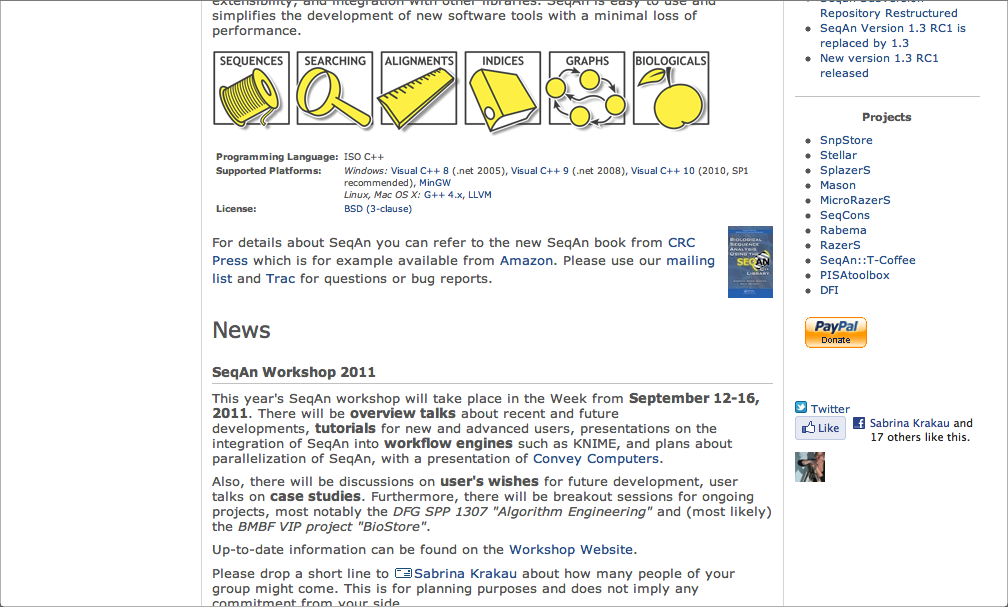 extensibility, and integration with other libraries. SeqAn is easy to use and
simplifies the development of new software tools with a minimal loss of
performance.
SEQUENCES
SEARCHING
ALIGNMENTS
INDICES
GRAPHS
BIOLOGICALS
Programming Language: ISO C++
Supported Platforms: Windows: Visual C++ 8 (.net 2005), Visual C++ 9 (.net 2008), Visual C++ 10 (2010, SP1
recommended), MinGW
Linux, Mac OS X: G++ 4.x, LLVM
License: BSD (3-clause)
For details about SeqAn you can refer to the new SeqAn book from CRC
Press which is for example available from Amazon. Please use our mailing
list and Trac for questions or bug reports.
BIOLOGICAL
SEQUENCE
ANALYSIS
USING THE
SEQAN
C++
LIBRARY
News
SeqAn Workshop 2011
This year's SeqAn workshop will take place in the Week from September 12-16,
2011. There will be overview talks about recent and future
developments, tutorials for new and advanced users, presentations on the
integration of SeqAn into workflow engines such as KNIME, and plans about
parallelization of SeqAn, with a presentation of Convey Computers.
Also, there will be discussions on user's wishes for future development, user
talks on case studies. Furthermore, there will be breakout sessions for ongoing
projects, most notably the DFG SPP 1307 "Algorithm Engineering" and (most likely)
the BMBF VIP project "BioStore".
Up-to-date information can be found on the Workshop Website.
Please drop a short line to Sabrina Krakau about how many people of your
group might come. This is for planning purposes and does not imply any
commitment from your side.
SeqAn Subversion
Repository Restructured
SeqAn Version 1.3 RC1 is
replaced by 1.3
New version 1.3 RC1
released
Projects
SnpStore
Stellar
SplazerS
Mason
MicroRazerS
SeqCons
Rabema
RazerS
SeqAn::T-Coffee
PISAtoolbox
DFI
PayPal
Donate
Twitter
Like
Sabrina Krakau and
17 others like this.